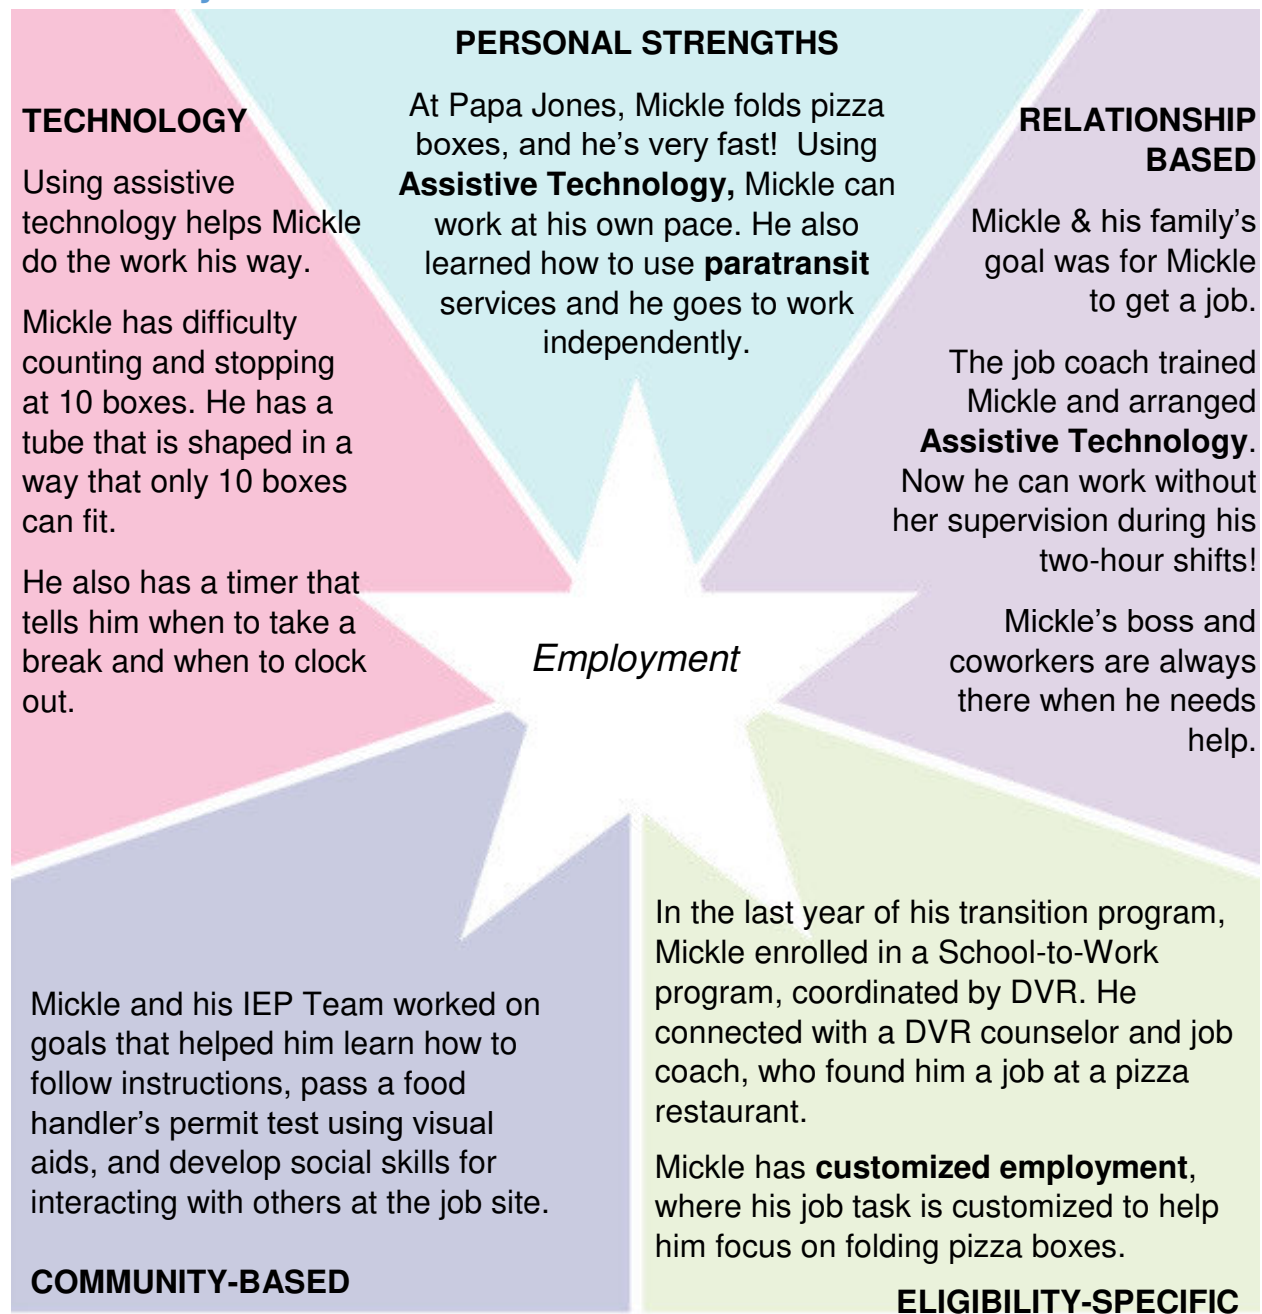 PERSONAL STRENGTHS
At Papa Jones, Mickle folds pizza
boxes, and he’s very fast!  Using
Assistive Technology, Mickle can
work at his own pace. He also
learned how to use paratransit
services and he goes to work
independently.
TECHNOLOGY
Using assistive
technology helps Mickle
do the work his way.
Mickle has difficulty
counting and stopping
at 10 boxes. He has a
tube that is shaped in a
way that only 10 boxes
can fit.
He also has a timer that
tells him when to take a
break and when to clock
out.
RELATIONSHIP
BASED
Mickle & his family’s
goal was for Mickle
to get a job.
The job coach trained
Mickle and arranged
Assistive Technology.
Now he can work without
her supervision during his
two-hour shifts!
Mickle’s boss and
coworkers are always
there when he needs
help.
Employment
Mickle and his IEP Team worked on
goals that helped him learn how to
follow instructions, pass a food
handler’s permit test using visual
aids, and develop social skills for
interacting with others at the job site.
COMMUNITY-BASED
In the last year of his transition program,
Mickle enrolled in a School-to-Work
program, coordinated by DVR. He
connected with a DVR counselor and job
coach, who found him a job at a pizza
restaurant.
Mickle has customized employment,
where his job task is customized to help
him focus on folding pizza boxes.
ELIGIBILITY-SPECIFIC